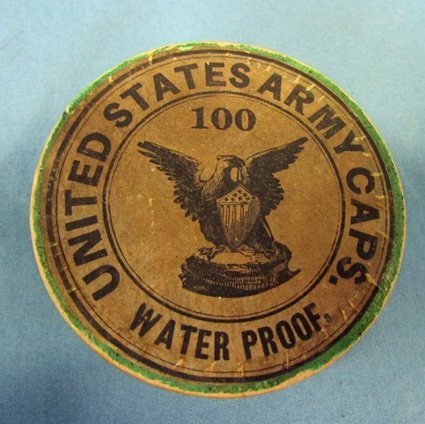 UNITED STATES ARMY CAPS.
100
WATER PROOF.